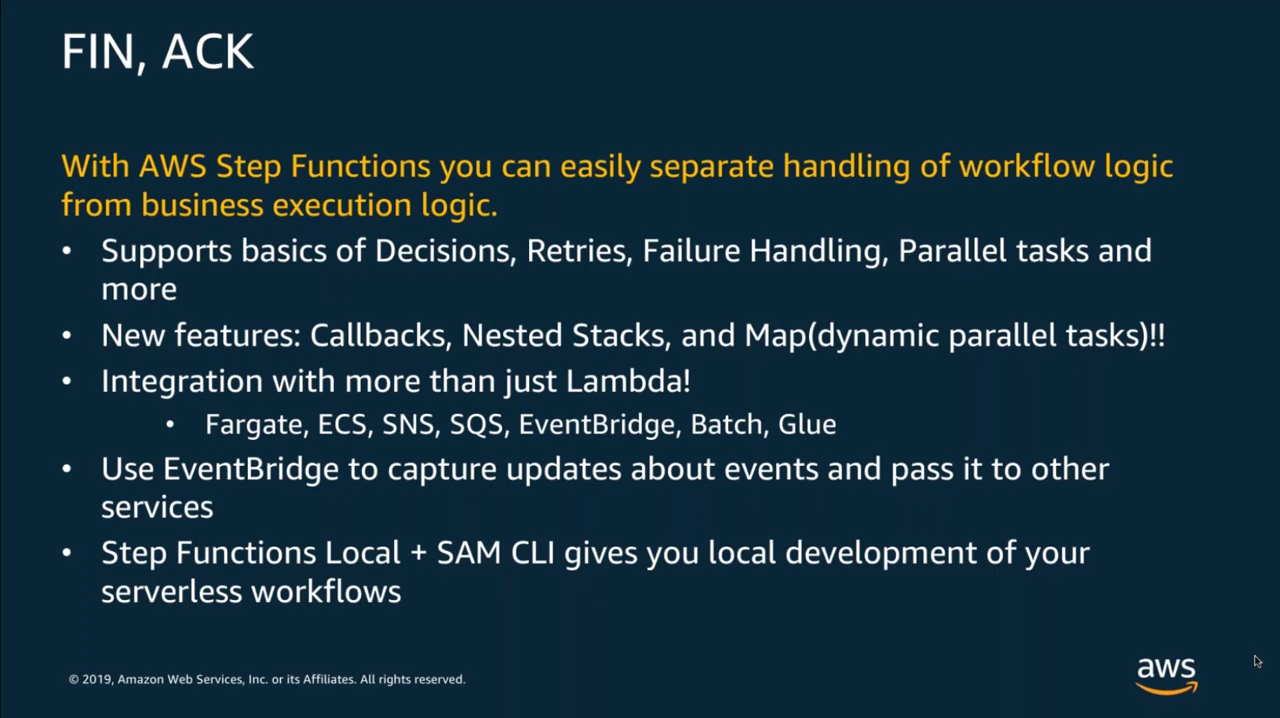 FIN, ACK
With AWS Step Functions you can easily separate handling of workflow logic
from business execution logic.
• Supports basics of Decisions, Retries, Failure Handling, Parallel tasks and
more
• New features: Callbacks, Nested Stacks, and Map(dynamic parallel tasks)!!
• Integration with more than just Lambda!
• Fargate, ECS, SNS, SQS, EventBridge, Batch, Glue
• Use EventBridge to capture updates about events and pass it to other
services
• Step Functions Local + SAM CLI gives you local development of your
serverless workflows
© 2019, Amazon Web Services, Inc. or its Affiliates. All rights reserved.
aws